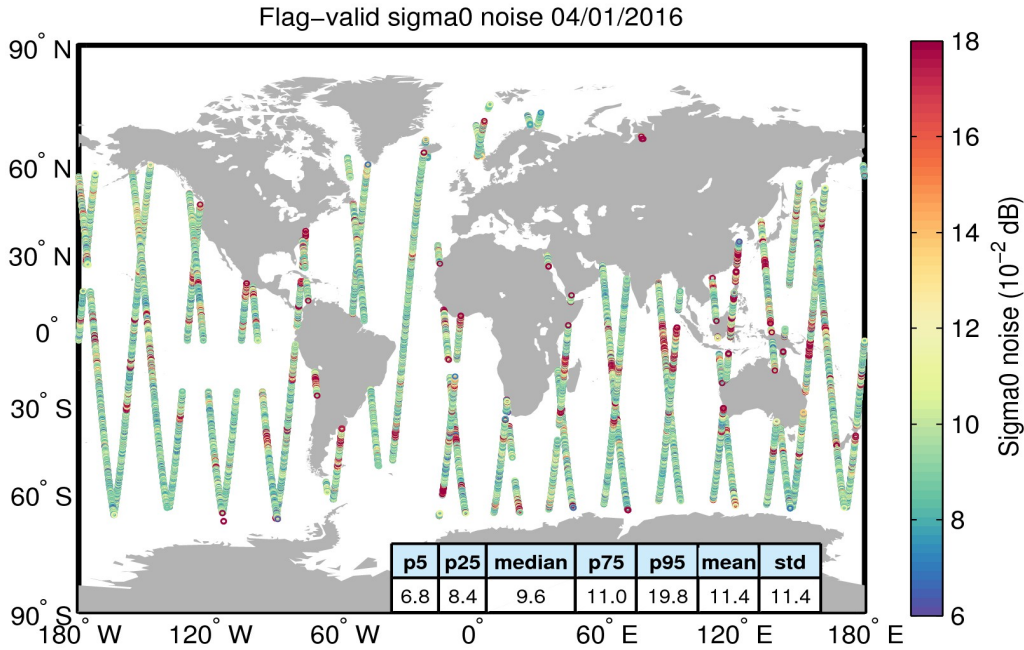 Flag−valid sigma0 noise 04/01/2016
90° N
60° N
30° N
0°
30° S
60° S
90° S
180° W
120° W
60° W
0°
60° E
120° E
180° E
p5 p25 median p75 p95 mean std
6.8 8.4 9.6 11.0 19.8 11.4 11.4
18
16
14
12
10
8
6
Sigma0 noise (10⁻² dB)